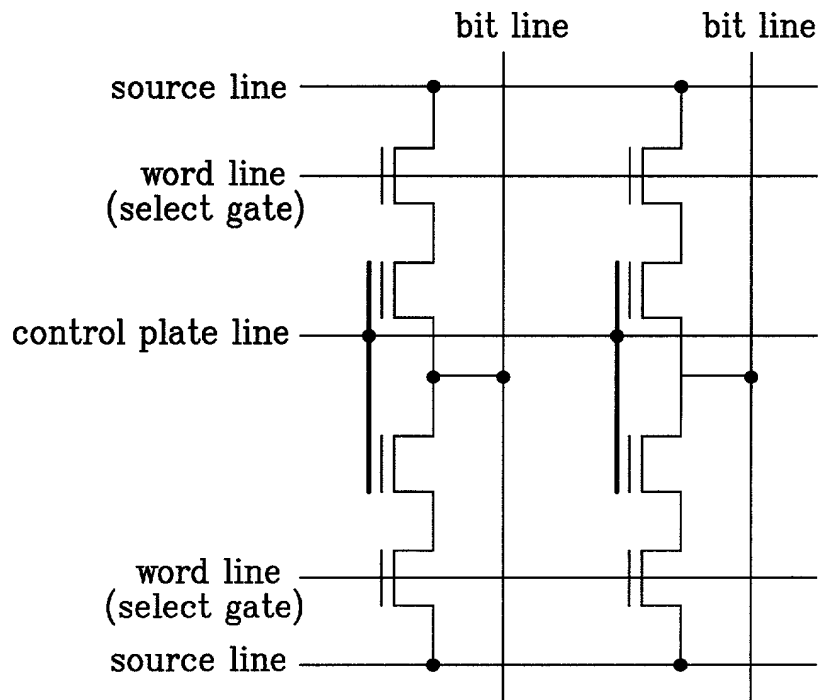 bit line
bit line
source line
word line
(select gate)
control plate line
word line
(select gate)
source line